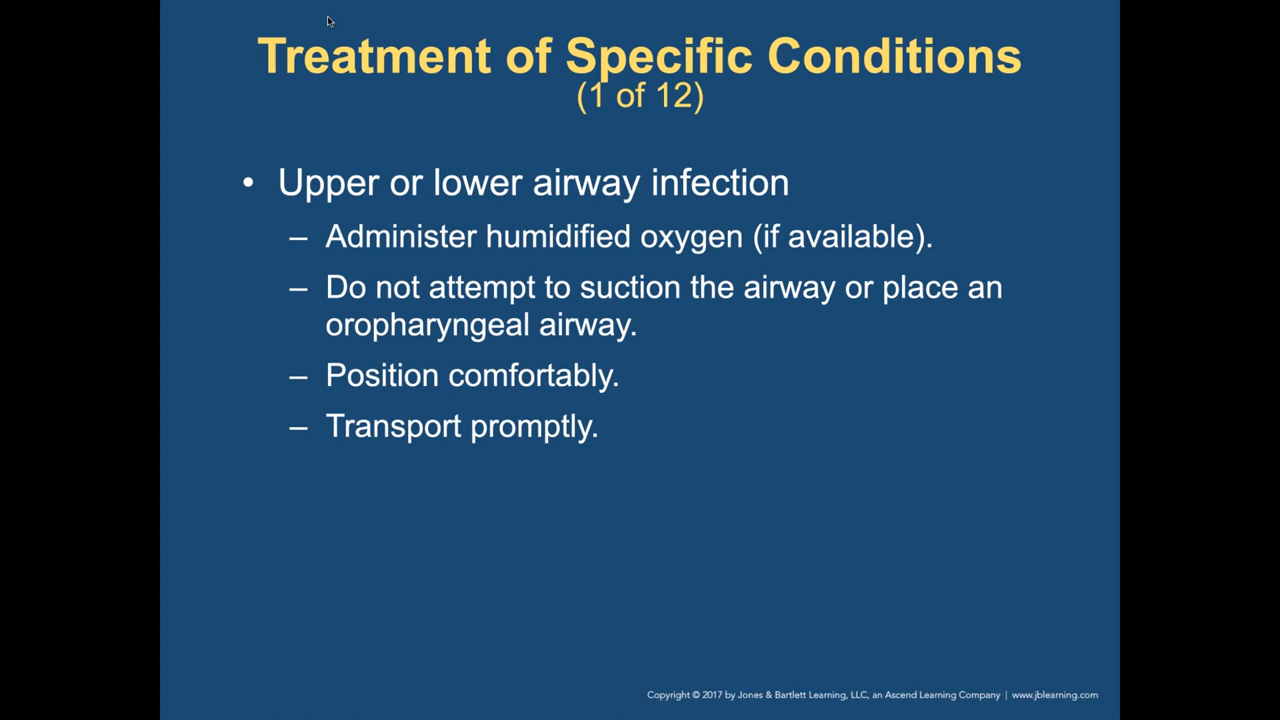 Treatment of Specific Conditions
(1 of 12)
• Upper or lower airway infection
– Administer humidified oxygen (if available).
– Do not attempt to suction the airway or place an
oropharyngeal airway.
– Position comfortably.
– Transport promptly.
Copyright © 2017 by Jones & Bartlett Learning, LLC, an Ascend Learning Company | www.jblearning.com